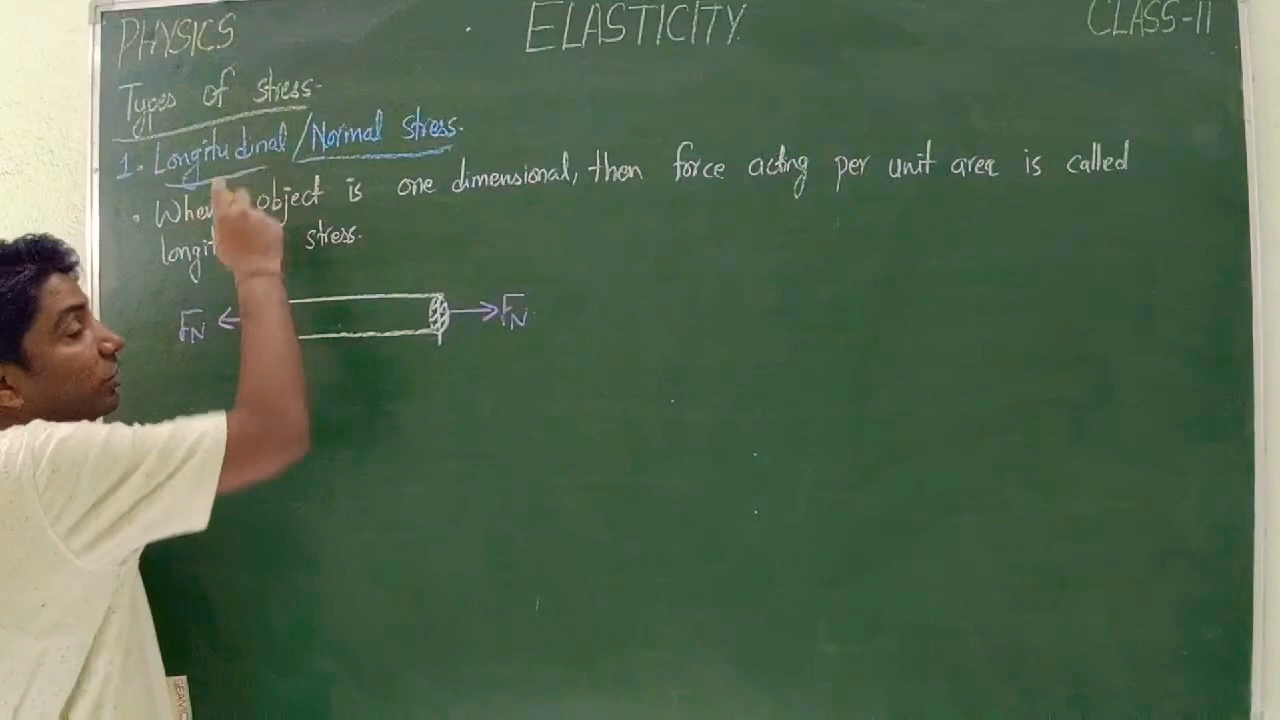 PHYSICS
ELASTICITY
CLASS-11
Types of stress.
1. Longitudinal /Normal stress.
• When object is one dimensional, then force acting per unit area is called
stress.
FN
FN